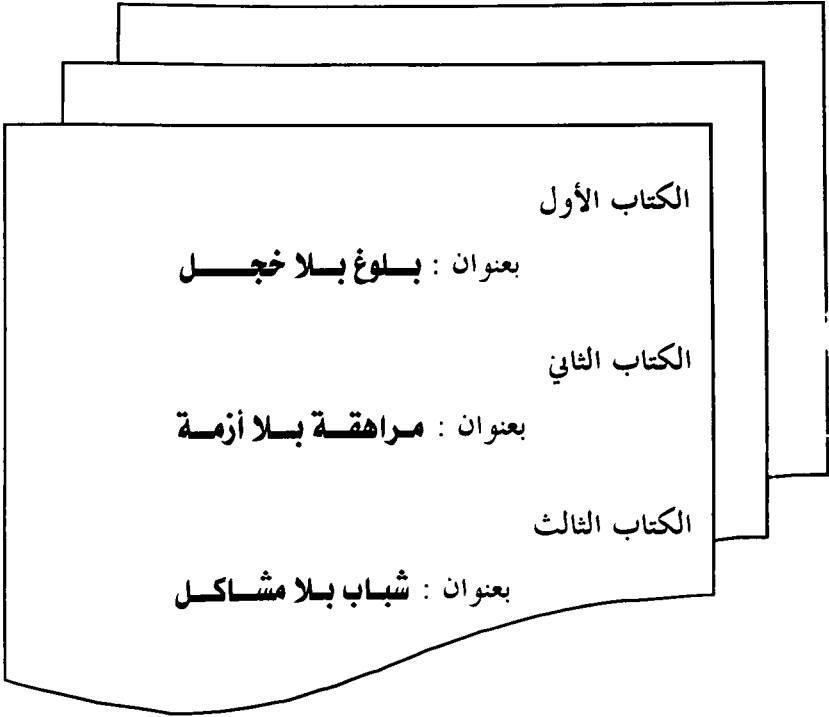 الكتاب الأول
بعنوان : بلوغ بلا خجل
الكتاب الثاني
بعنوان : مراهقة بلا أزمة
الكتاب الثالث
بعنوان : شباب بلا مشاكل